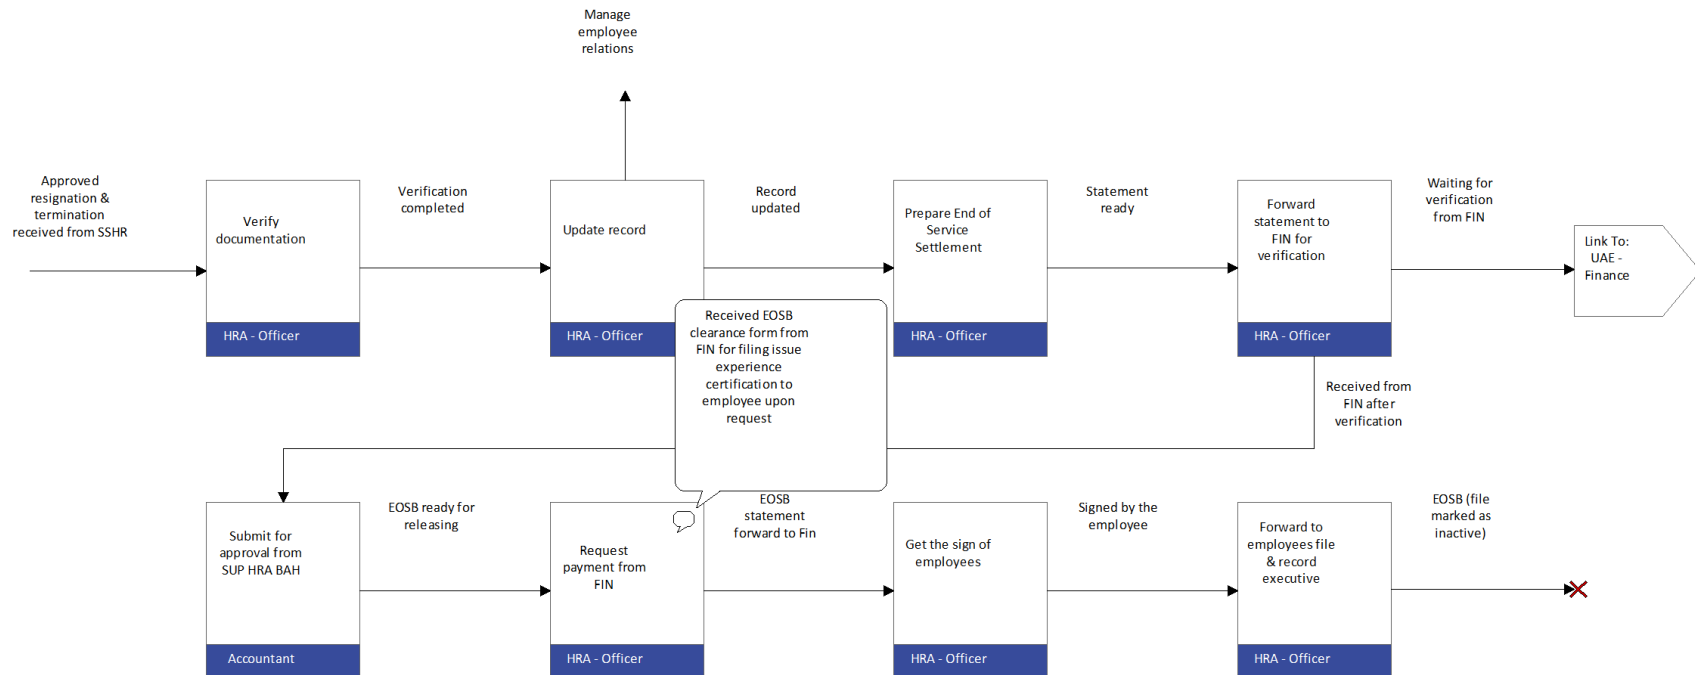 Manage
employee
relations
Approved
resignation &
termination
received from SSHR
Verify
documentation
HRA - Officer
Verification
completed
Update record
HRA - Officer
Record
updated
Prepare End of
Service
Settlement
HRA - Officer
Statement
ready
Forward
statement to
FIN for
verification
HRA - Officer
Waiting for
verification
from FIN
Link To:
UAE -
Finance
Received EOSB
clearance form from
FIN for filing issue
experience
certification to
employee upon
request
Received from
FIN after
verification
Submit for
approval from
SUP HRA BAH
Accountant
EOSB ready for
releasing
Request
payment from
FIN
HRA - Officer
EOSB
statement
forward to Fin
Get the sign of
employees
HRA - Officer
Signed by the
employee
Forward to
employees file
& record
executive
HRA - Officer
EOSB (file
marked as
inactive)